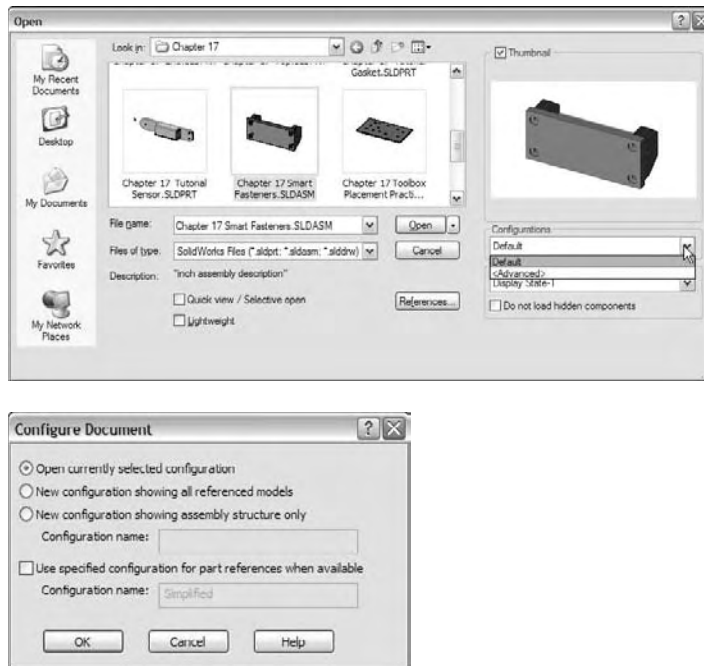 Open
Look in: Chapter 17
Thumbnail
My Recent
Documents
Desktop
My Documents
Favorites
My Network
Places
Gasket.SLDPRT
Chapter 17 Tutorial
Sensor.SLDPRT
Chapter 17 Smart
Fasteners.SLDASM
Chapter 17 Toolbox
Placement Practi...
File name: Chapter 17 Smart Fasteners.SLDASM Open
Files of type: SolidWorks Files (*.sldprt; *.sldasm; *.slddrw) Cancel
Description: "inch assembly description"
Quick view / Selective open References...
Lightweight
Configurations
Default
Default
<Advanced>
Display State-1
Do not load hidden components
Configure Document
Open currently selected configuration
New configuration showing all referenced models
New configuration showing assembly structure only
Configuration name:
Use specified configuration for part references when available
Configuration name: Simplified
OK Cancel Help